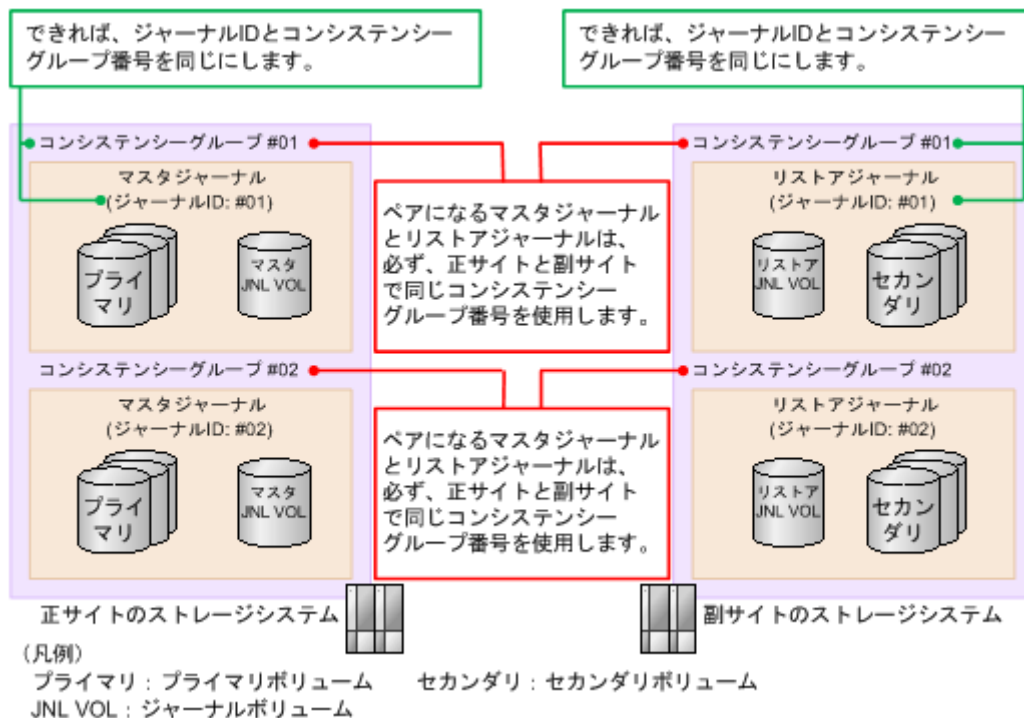 できれば、ジャーナルIDとコンシステンシー
グループ番号を同じにします。
できれば、ジャーナルIDとコンシステンシー
グループ番号を同じにします。
コンシステンシーグループ #01
マスタジャーナル
(ジャーナルID: #01)
プライ
マリ
マスタ
JNL VOL
ペアになるマスタジャーナル
とリストアジャーナルは、
必ず、正サイトと副サイト
で同じコンシステンシー
グループ番号を使用します。
コンシステンシーグループ #01
リストアジャーナル
(ジャーナルID: #01)
リストア
JNL VOL
セカン
ダリ
コンシステンシーグループ #02
マスタジャーナル
(ジャーナルID: #02)
プライ
マリ
マスタ
JNL VOL
ペアになるマスタジャーナル
とリストアジャーナルは、
必ず、正サイトと副サイト
で同じコンシステンシー
グループ番号を使用します。
コンシステンシーグループ #02
リストアジャーナル
(ジャーナルID: #02)
リストア
JNL VOL
セカン
ダリ
正サイトのストレージシステム
副サイトのストレージシステム
（凡例）
プライマリ：プライマリボリューム　　セカンダリ：セカンダリボリューム
JNL VOL：ジャーナルボリューム